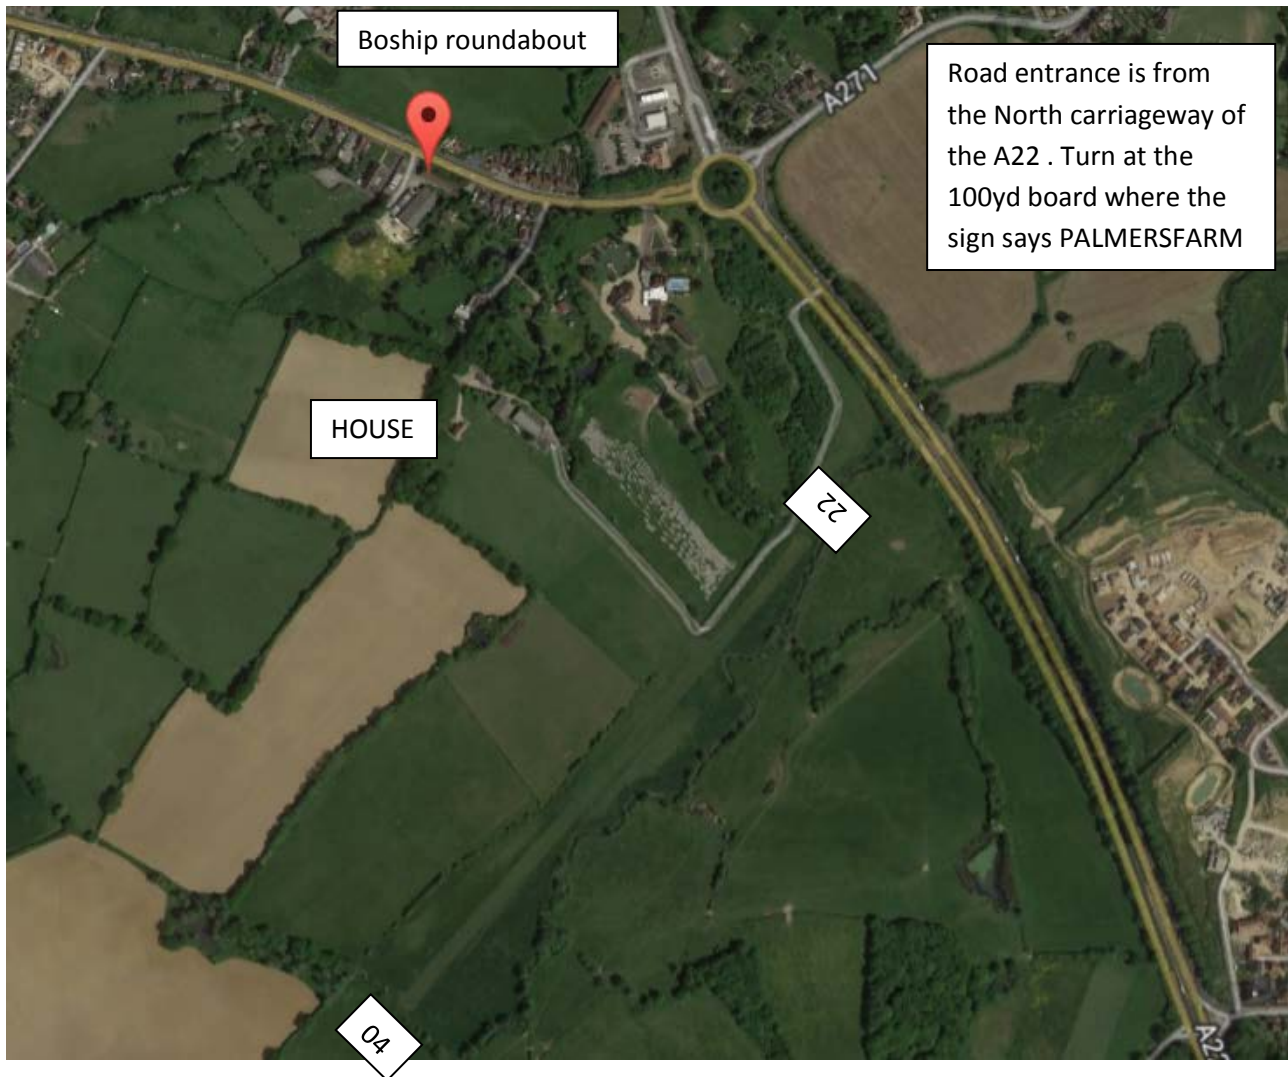 Boship roundabout
Road entrance is from
the North carriageway of
the A22 . Turn at the
100yd board where the
sign says PALMERSFARM
A271
HOUSE
22
04